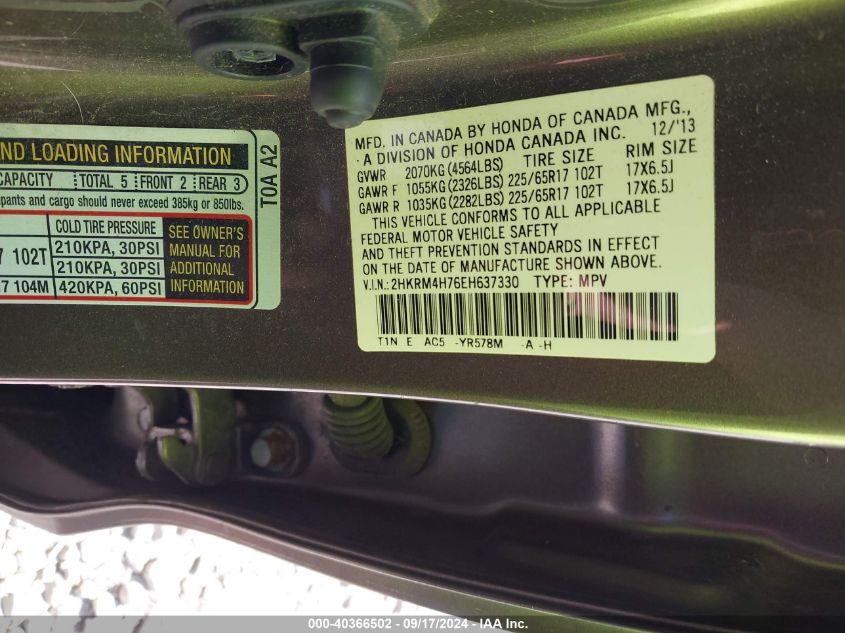 ND LOADING INFORMATION
CAPACITY TOTAL 5 FRONT 2 REAR 3
pants and cargo should never exceed 385kg or 850lbs.
COLD TIRE PRESSURE
7 102T 210KPA, 30PSI
210KPA, 30PSI
7 104M 420KPA, 60PSI
SEE OWNER'S
MANUAL FOR
ADDITIONAL
INFORMATION
T0A A2
MFD. IN CANADA BY HONDA OF CANADA MFG.,
A DIVISION OF HONDA CANADA INC. 12/'13
GVWR 2070KG(4564LBS) TIRE SIZE RIM SIZE
GAWR F 1055KG(2326LBS) 225/65R17 102T 17X6.5J
GAWR R 1035KG(2282LBS) 225/65R17 102T 17X6.5J
THIS VEHICLE CONFORMS TO ALL APPLICABLE
FEDERAL MOTOR VEHICLE SAFETY
AND THEFT PREVENTION STANDARDS IN EFFECT
ON THE DATE OF MANUFACTURE SHOWN ABOVE.
V.I.N.: 2HKRM4H76EH637330 TYPE: MPV
T1N E AC5 -YR578M -A -H
000-40366502 - 09/17/2024 - IAAI Inc.